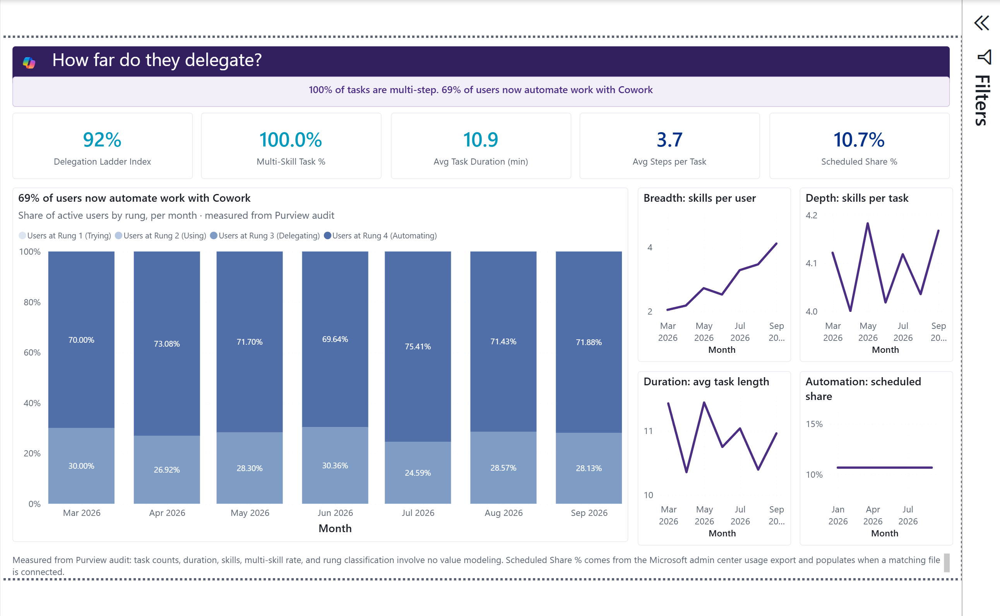 How far do they delegate?
100% of tasks are multi-step. 69% of users now automate work with Cowork
92%
Delegation Ladder Index
100.0%
Multi-Skill Task %
10.9
Avg Task Duration (min)
3.7
Avg Steps per Task
10.7%
Scheduled Share %
69% of users now automate work with Cowork
Share of active users by rung, per month · measured from Purview audit
Users at Rung 1 (Trying) Users at Rung 2 (Using) Users at Rung 3 (Delegating) Users at Rung 4 (Automating)
100%
80%
60%
40%
20%
0%
70.00% 73.08% 71.70% 69.64% 75.41% 71.43% 71.88%
30.00% 26.92% 28.30% 30.36% 24.59% 28.57% 28.13%
Mar 2026 Apr 2026 May 2026 Jun 2026 Jul 2026 Aug 2026 Sep 2026
Month
Breadth: skills per user
4
2
Mar May Jul Sep
2026 2026 2026 20...
Month
Depth: skills per task
4.2
4.1
4.0
Mar May Jul Sep
2026 2026 2026 20...
Month
Duration: avg task length
11
10
Mar May Jul Sep
2026 2026 2026 20...
Month
Automation: scheduled
share
15%
10%
Jan Apr Jul
2026 2026 2026
Month
Measured from Purview audit: task counts, duration, skills, multi-skill rate, and rung classification involve no value modeling. Scheduled Share % comes from the Microsoft admin center usage export and populates when a matching file
is connected.
Filters